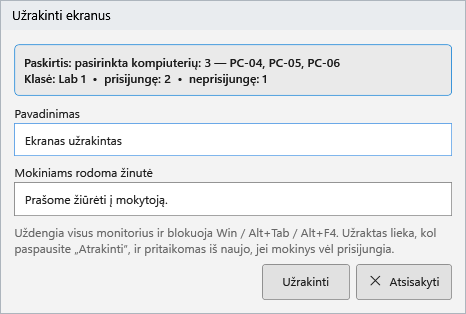 Užrakinti ekranus
Paskirtis: pasirinkta kompiuterių: 3 — PC-04, PC-05, PC-06
Klasė: Lab 1 • prisijungę: 2 • neprisijungę: 1
Pavadinimas
Ekranas užrakintas
Mokiniams rodoma žinutė
Prašome žiūrėti į mokytoją.
Uždengia visus monitorius ir blokuoja Win / Alt+Tab / Alt+F4. Užraktas lieka, kol
paspausite „Atrakinti“, ir pritaikomas iš naujo, jei mokinys vėl prisijungia.
Užrakinti
Atsisakyti